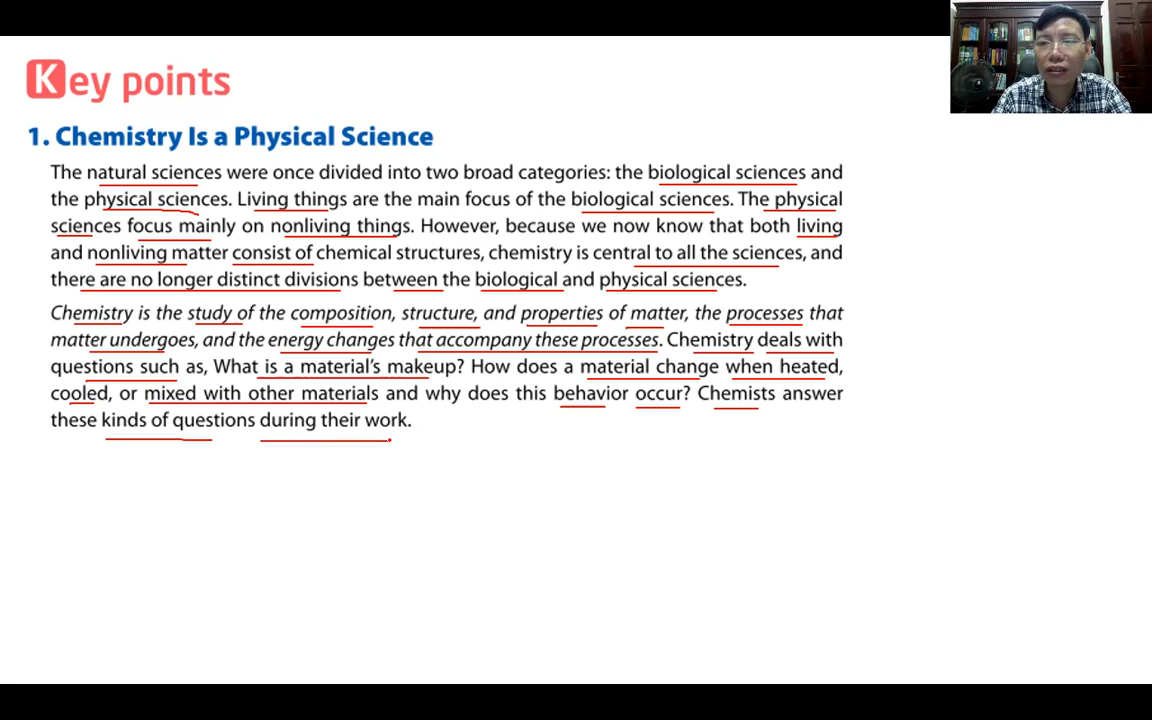 Key points
1. Chemistry Is a Physical Science
The natural sciences were once divided into two broad categories: the biological sciences and
the physical sciences. Living things are the main focus of the biological sciences. The physical
sciences focus mainly on nonliving things. However, because we now know that both living
and nonliving matter consist of chemical structures, chemistry is central to all the sciences, and
there are no longer distinct divisions between the biological and physical sciences.
Chemistry is the study of the composition, structure, and properties of matter, the processes that
matter undergoes, and the energy changes that accompany these processes. Chemistry deals with
questions such as, What is a material's makeup? How does a material change when heated,
cooled, or mixed with other materials and why does this behavior occur? Chemists answer
these kinds of questions during their work.